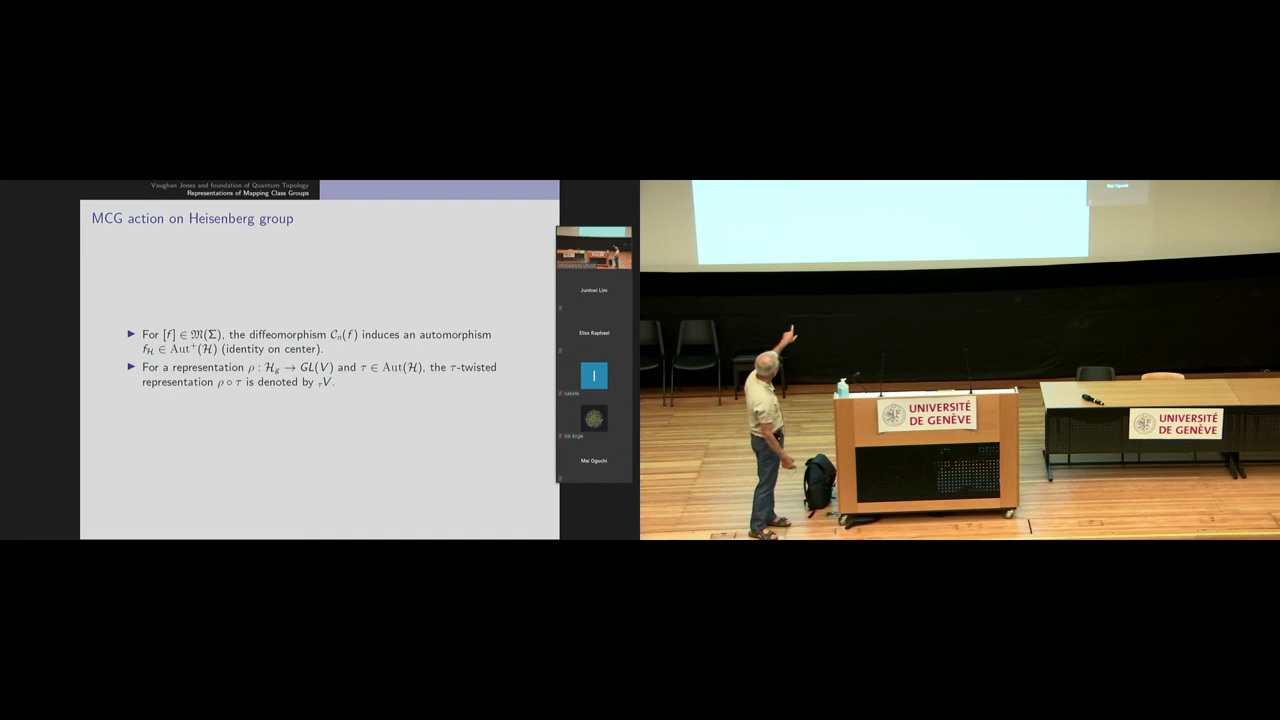 Vaughan Jones and foundation of Quantum Topology
Representations of Mapping Class Groups
MCG action on Heisenberg group
▶ For [f] ∈ 𝔐(Σ), the diffeomorphism 𝒞ₙ(f) induces an automorphism
f_ℋ ∈ Aut⁺(ℋ) (identity on center).
▶ For a representation ρ : ℋ_g → GL(V) and τ ∈ Aut(ℋ), the τ-twisted
representation ρ ∘ τ is denoted by _τV.
Junhwi Lim
Elise Raphael
I
Isabelle
Mai Oguchi
Mai Oguchi
UNIVERSITÉ
DE GENÈVE
UNIVERSITÉ
DE GENÈVE